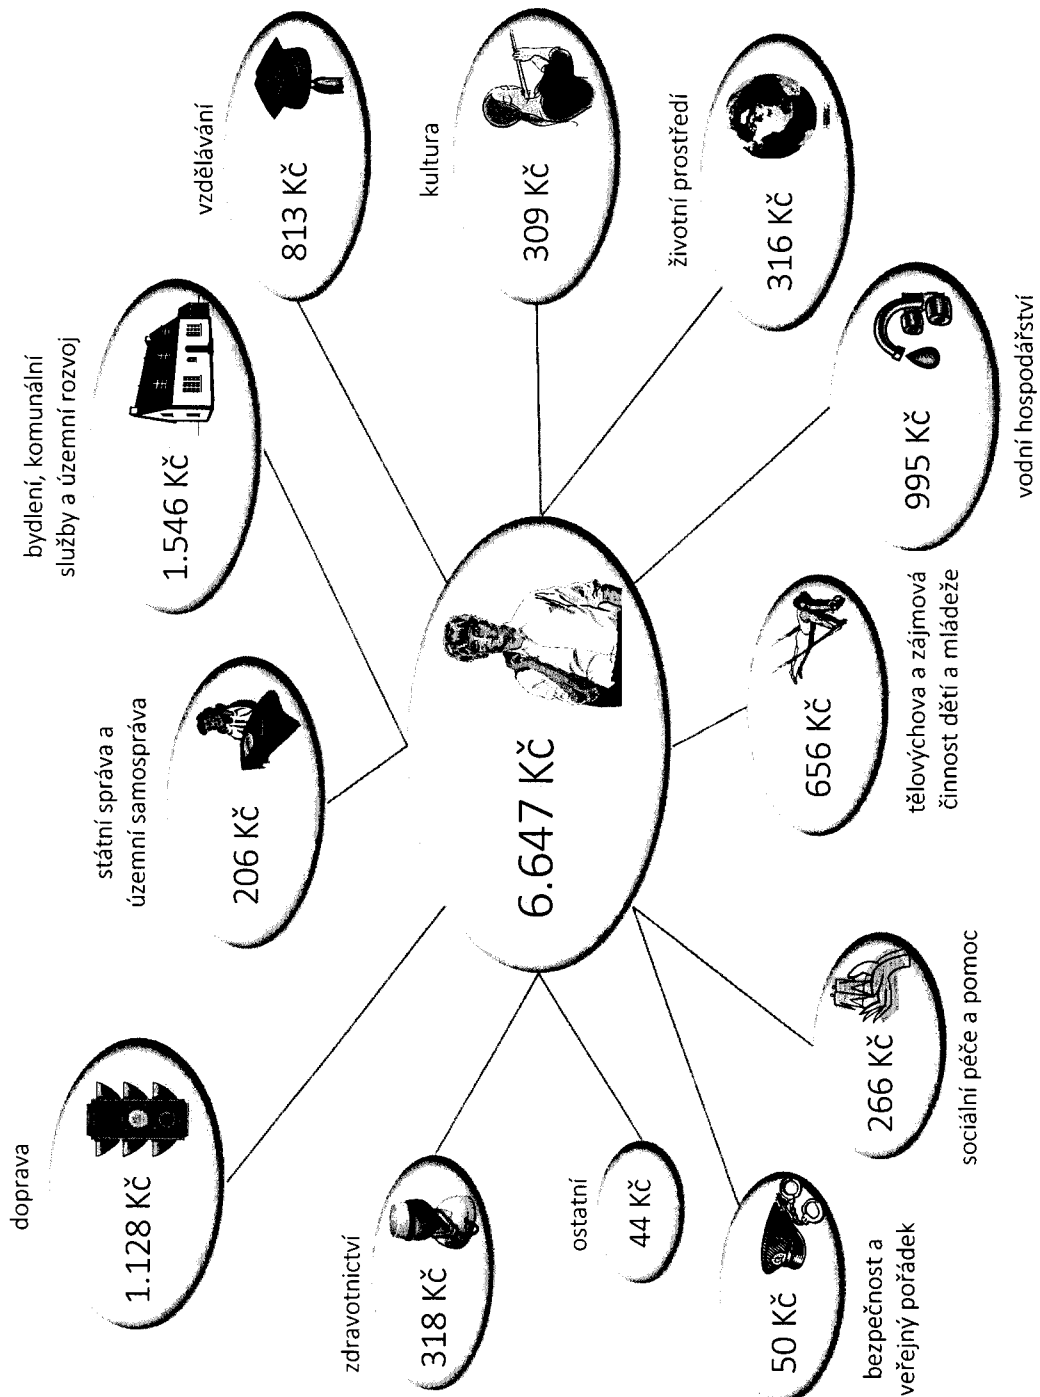 doprava
1.128 Kč
státní správa a
územní samospráva
206 Kč
bydlení, komunální
služby a územní rozvoj
1.546 Kč
vzdělávání
813 Kč
zdravotnictví
318 Kč
kultura
309 Kč
6.647 Kč
ostatní
44 Kč
životní prostředí
316 Kč
50 Kč
bezpečnost a
veřejný pořádek
266 Kč
sociální péče a pomoc
656 Kč
tělovýchova a zájmová
činnost dětí a mládeže
995 Kč
vodní hospodářství